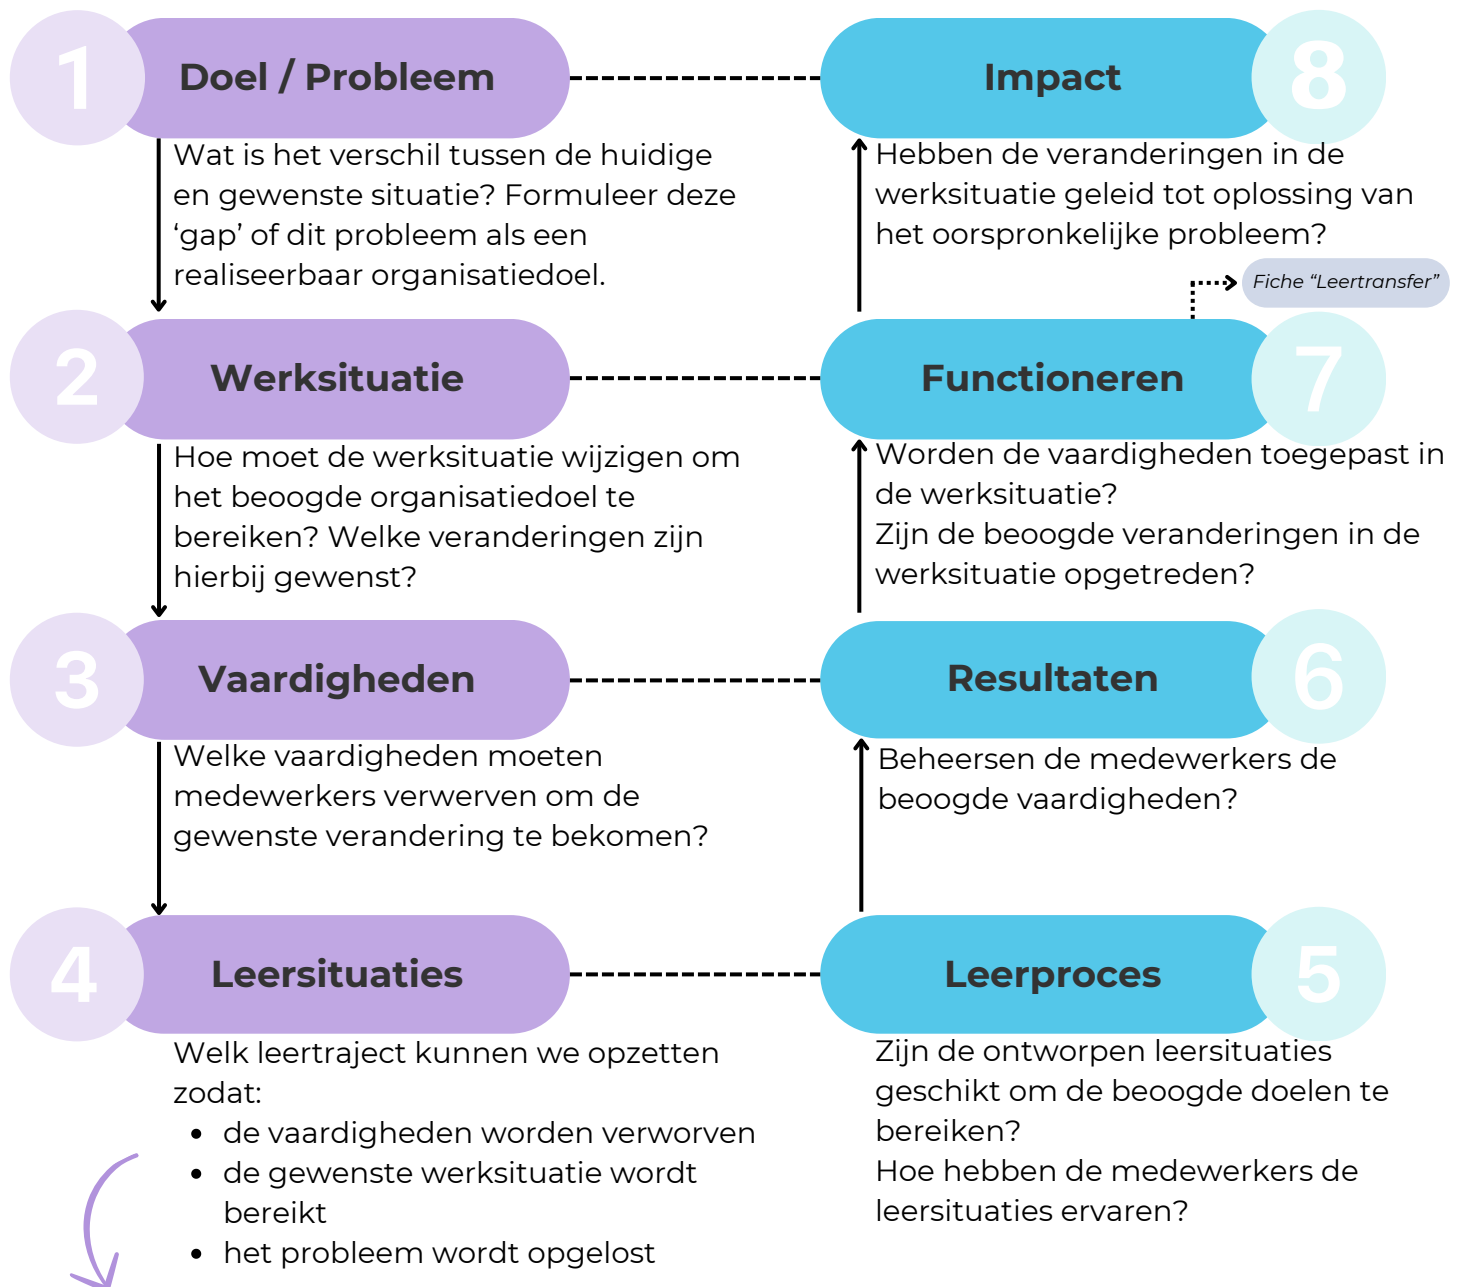 1
Doel / Probleem
Wat is het verschil tussen de huidige
en gewenste situatie? Formuleer deze
‘gap’ of dit probleem als een
realiseerbaar organisatiedoel.
2
Werksituatie
Hoe moet de werksituatie wijzigen om
het beoogde organisatiedoel te
bereiken? Welke veranderingen zijn
hierbij gewenst?
3
Vaardigheden
Welke vaardigheden moeten
medewerkers verwerven om de
gewenste verandering te bekomen?
4
Leersituaties
Welk leertraject kunnen we opzetten
zodat:
• de vaardigheden worden verworven
• de gewenste werksituatie wordt
bereikt
• het probleem wordt opgelost
Leerproces
5
Zijn de ontworpen leersituaties
geschikt om de beoogde doelen te
bereiken?
Hoe hebben de medewerkers de
leersituaties ervaren?
Resultaten
6
Beheersen de medewerkers de
beoogde vaardigheden?
Functioneren
7
Worden de vaardigheden toegepast in
de werksituatie?
Zijn de beoogde veranderingen in de
werksituatie opgetreden?
Fiche “Leertransfer”
Impact
8
Hebben de veranderingen in de
werksituatie geleid tot oplossing van
het oorspronkelijke probleem?